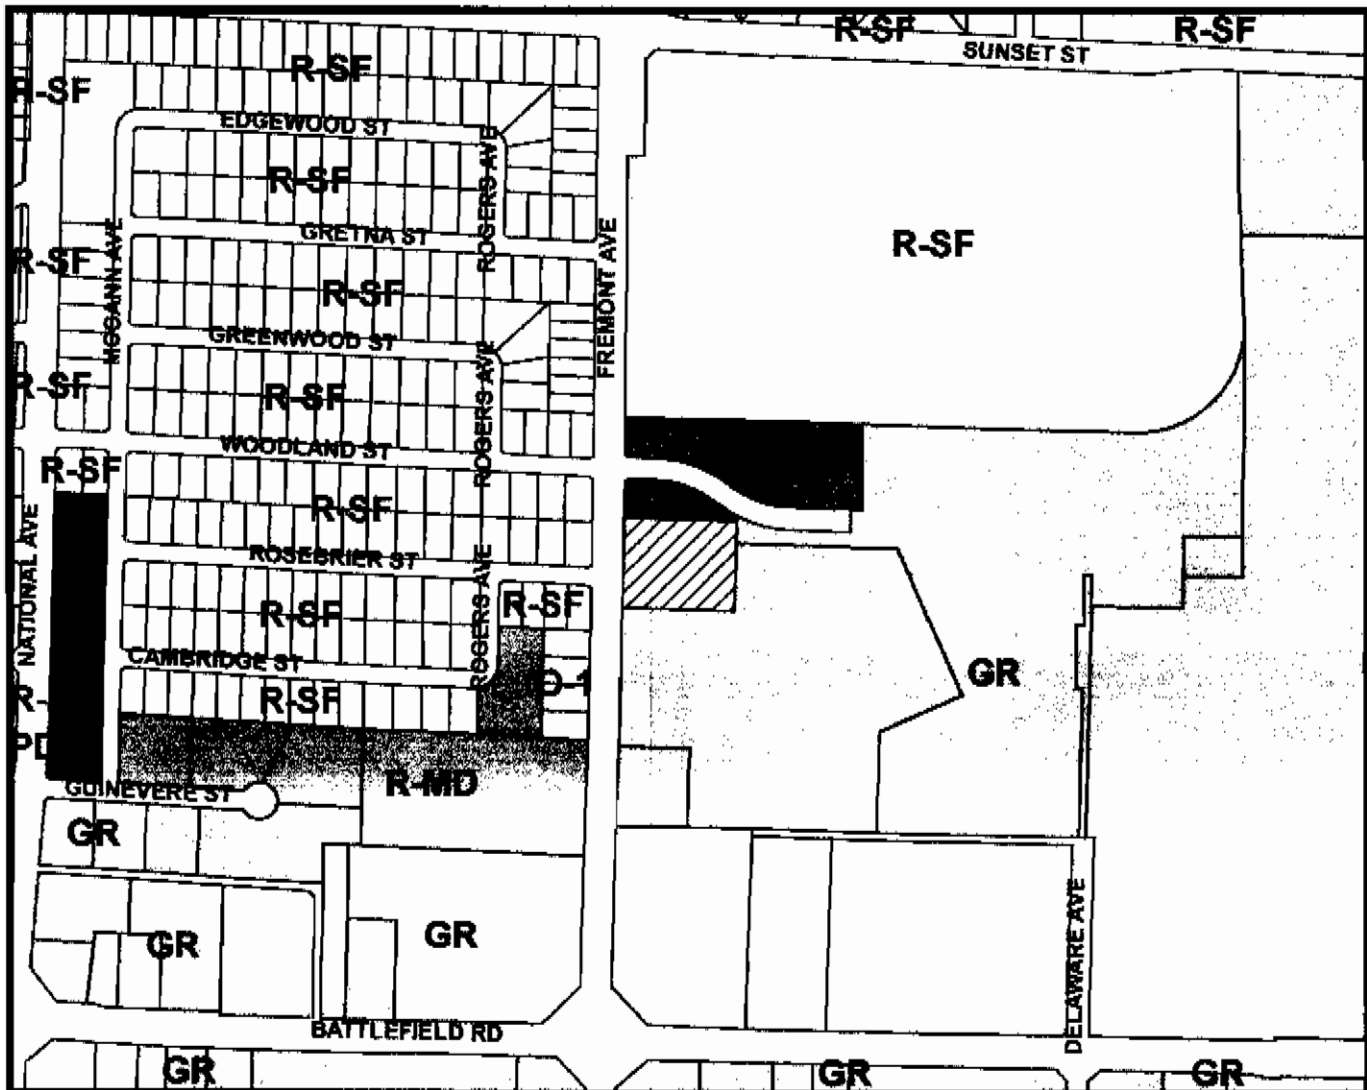 R-SF
R-SF
SUNSET ST
R-SF
R-SF
EDGEWOOD ST
ROGERS AVE
R-SF
GRETNA ST
MCCANN AVE
FREMONT AVE
R-SF
R-SF
R-SF
GREENWOOD ST
ROGERS AVE
R-SF
R-SF
WOODLAND ST
R-SF
R-SF
NATIONAL AVE
ROSEBRIER ST
ROGERS AVE
R-SF
R-SF
CAMBRIDGE ST
R-SF
GR
R-MD
GUINEVERE ST
GR
GR
GR
DELAWARE AVE
BATTLEFIELD RD
GR
GR
GR